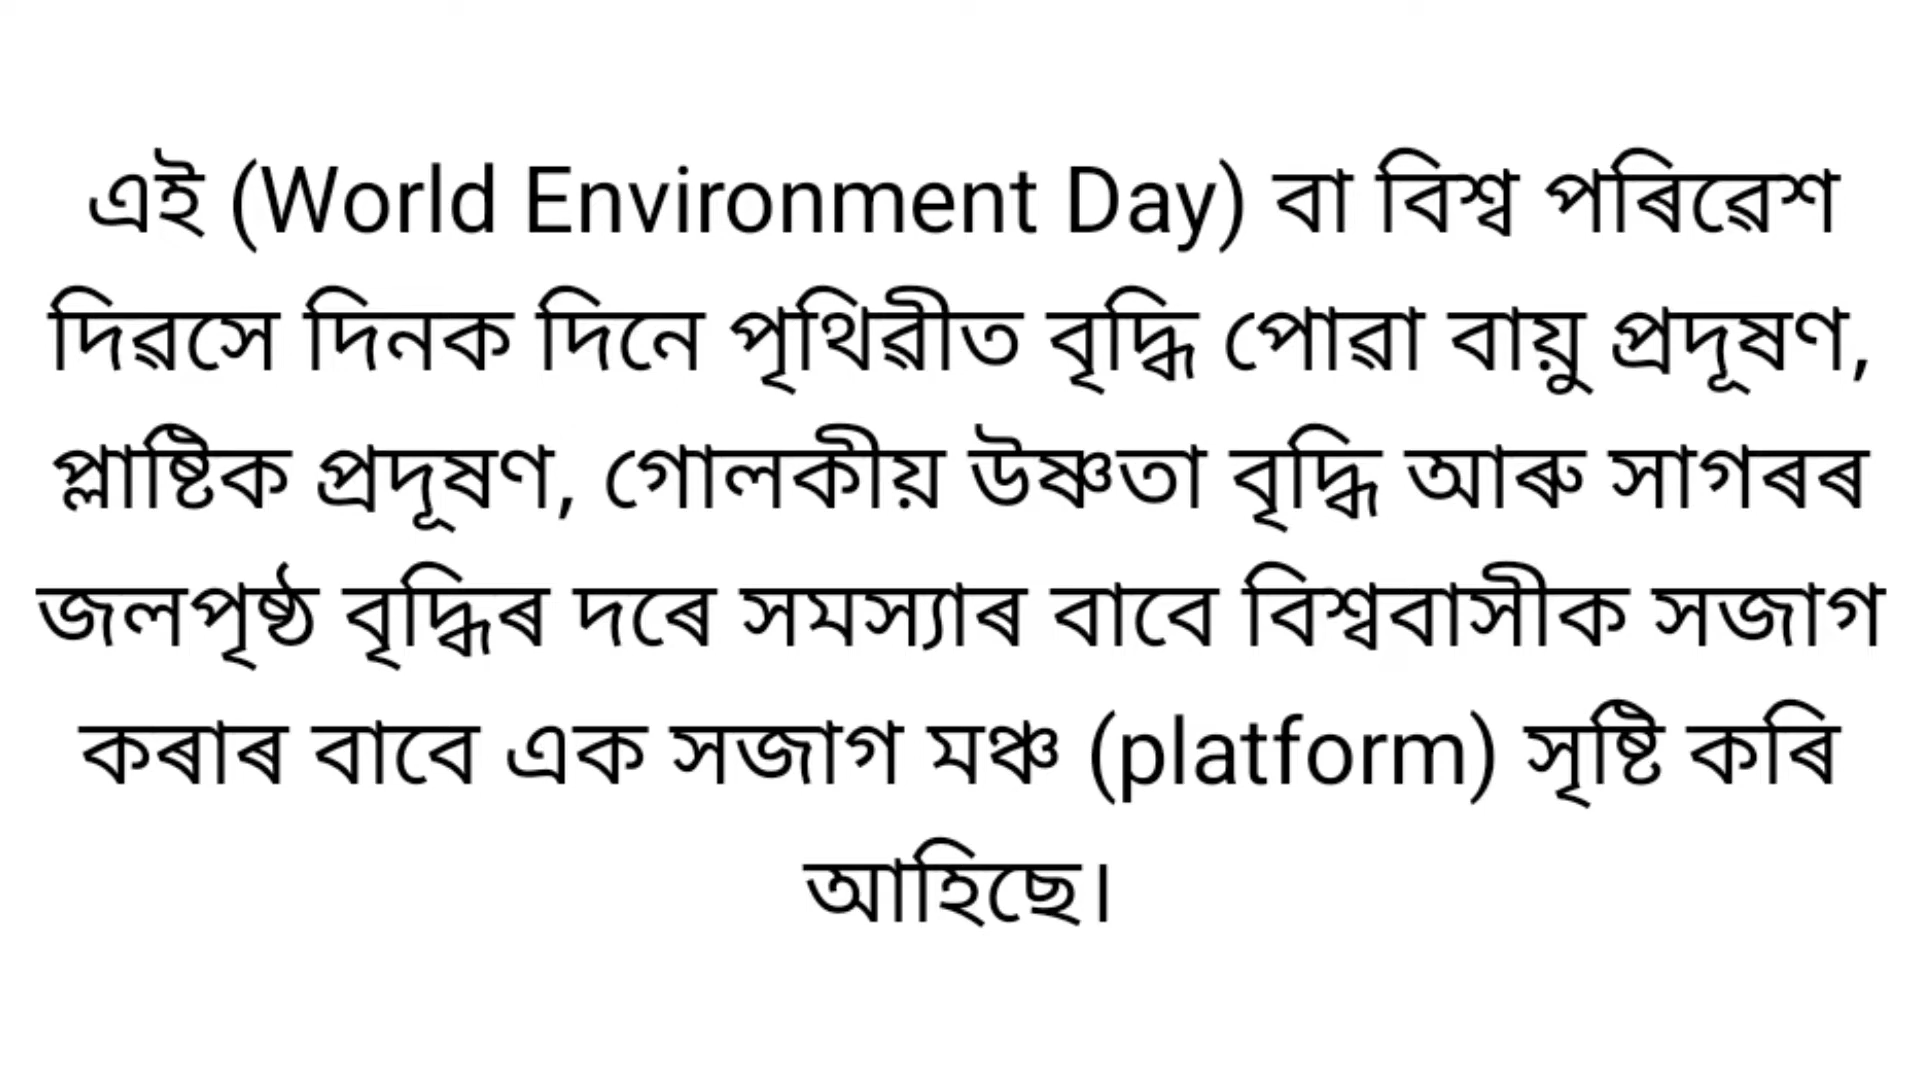 এই (World Environment Day) বা বিশ্ব পৰিৱেশ
দিৱসে দিনক দিনে পৃথিৱীত বৃদ্ধি পোৱা বায়ু প্ৰদূষণ,
প্লাষ্টিক প্ৰদূষণ, গোলকীয় উষ্ণতা বৃদ্ধি আৰু সাগৰৰ
জলপৃষ্ঠ বৃদ্ধিৰ দৰে সমস্যাৰ বাবে বিশ্ববাসীক সজাগ
কৰাৰ বাবে এক সজাগ মঞ্চ (platform) সৃষ্টি কৰি
আহিছে।